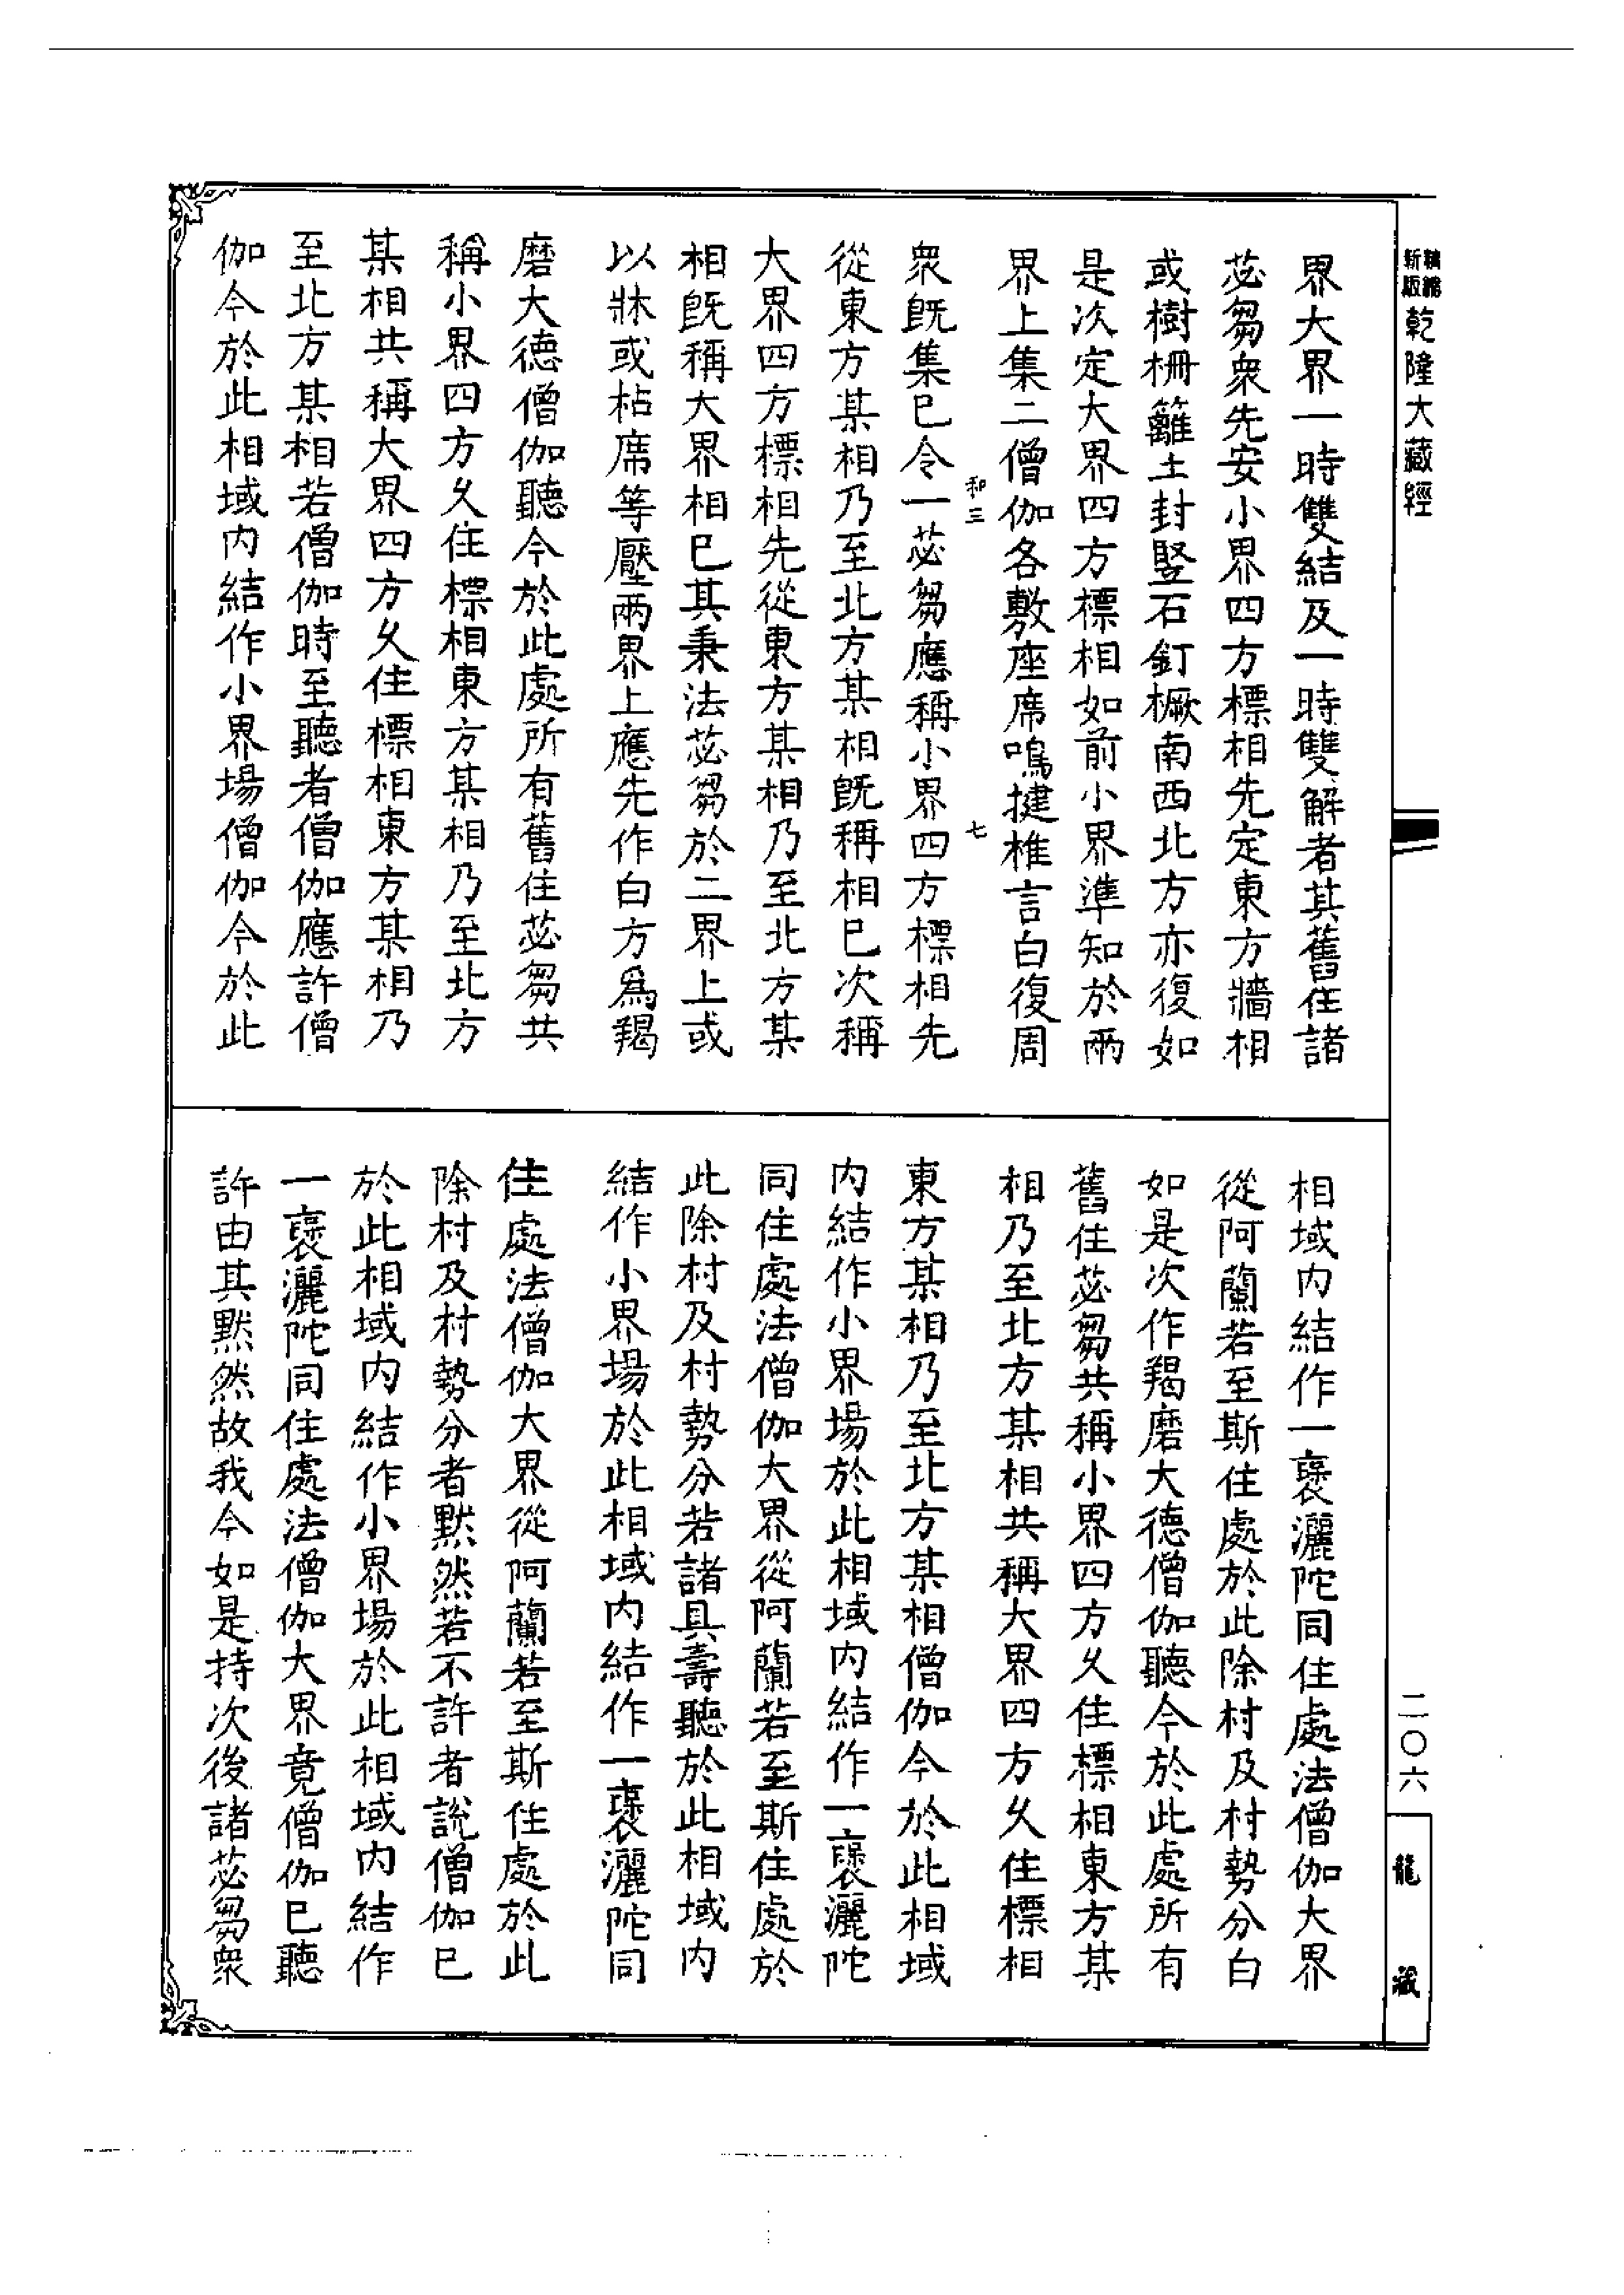 新版精縮乾隆大藏經
界大界一時雙結及一時雙解者其舊住諸
苾芻衆先安小界四方標相先定東方牆相
或樹柵籬土封豎石釘橛南西北方亦復如
是次定大界四方標相如前小界準知於兩
界上集二僧伽各敷座席鳴揵椎言白復周
和三
七
衆旣集已令一苾芻應稱小界四方標相先
從東方某相乃至北方某相旣稱相已次稱
大界四方標相先從東方某相乃至北方某
相旣稱大界相已其秉法苾芻於二界上或
以牀或枯席等壓兩界上應先作白方爲羯
磨大德僧伽聽今於此處所有舊住苾芻共
稱小界四方久住標相東方某相乃至北方
某相共稱大界四方久住標相東方某相乃
至北方某相若僧伽時至聽者僧伽應許僧
伽今於此相域内結作小界場僧伽今於此
相域内結作一褒灑陀同住處法僧伽大界
從阿蘭若至斯住處於此除村及村勢分白
如是次作羯磨大德僧伽聽今於此處所有
舊住苾芻共稱小界四方久住標相東方某
相乃至北方某相共稱大界四方久住標相
東方某相乃至北方某相僧伽今於此相域
内結作小界場於此相域内結作一褒灑陀
同住處法僧伽大界從阿蘭若至斯住處於
此除村及村勢分若諸具壽聽於此相域内
結作小界場於此相域内結作一褒灑陀同
住處法僧伽大界從阿蘭若至斯住處於此
除村及村勢分者默然若不許者說僧伽已
於此相域内結作小界場於此相域内結作
一褒灑陀同住處法僧伽大界竟僧伽已聽
許由其默然故我今如是持次後諸苾芻衆
二〇六
龍藏